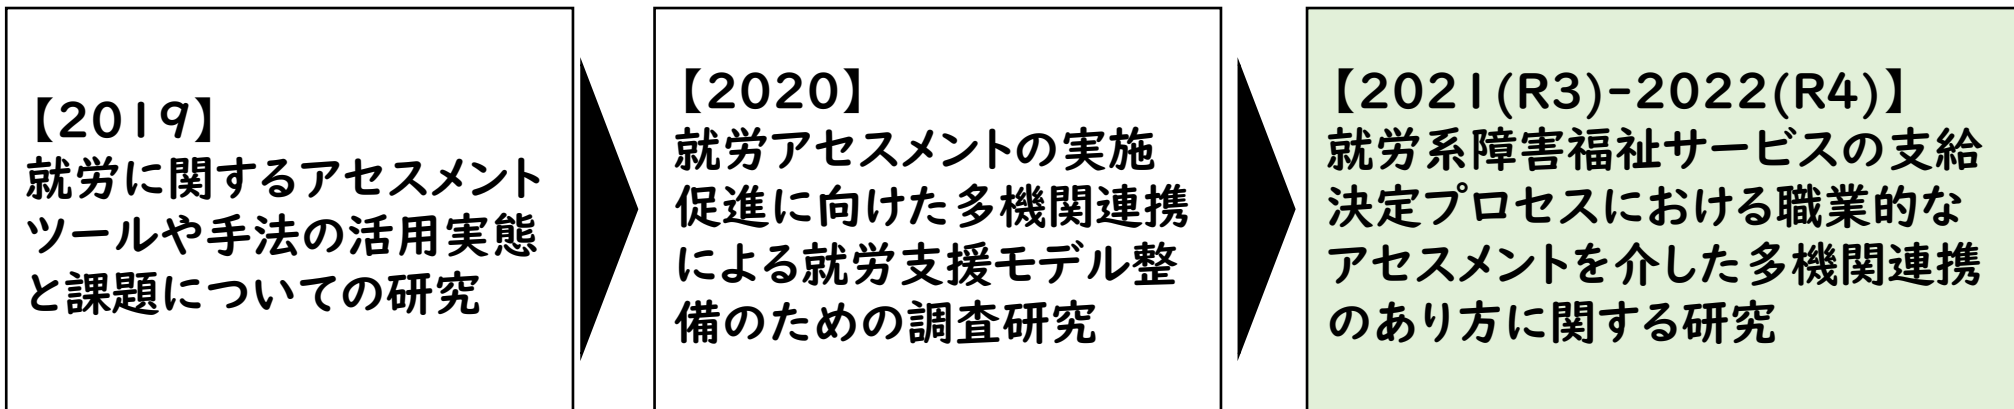 【2019】
就労に関するアセスメント
ツールや手法の活用実態
と課題についての研究
【2020】
就労アセスメントの実施
促進に向けた多機関連携
による就労支援モデル整
備のための調査研究
【2021(R3)-2022(R4)】
就労系障害福祉サービスの支給
決定プロセスにおける職業的な
アセスメントを介した多機関連携
のあり方に関する研究